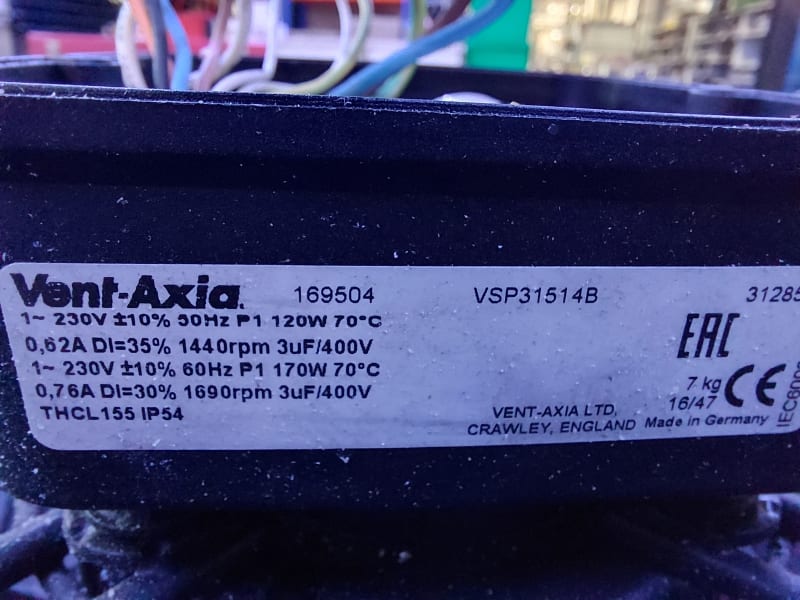 Vent-Axia. 169504 VSP31514B 31285
1~ 230V ±10% 50Hz P1 120W 70°C
0,62A DI=35% 1440rpm 3uF/400V
1~ 230V ±10% 60Hz P1 170W 70°C
0,76A DI=30% 1690rpm 3uF/400V
THCL155 IP54
EAC
7 kg CE
16/47
VENT-AXIA LTD,
CRAWLEY, ENGLAND Made in Germany